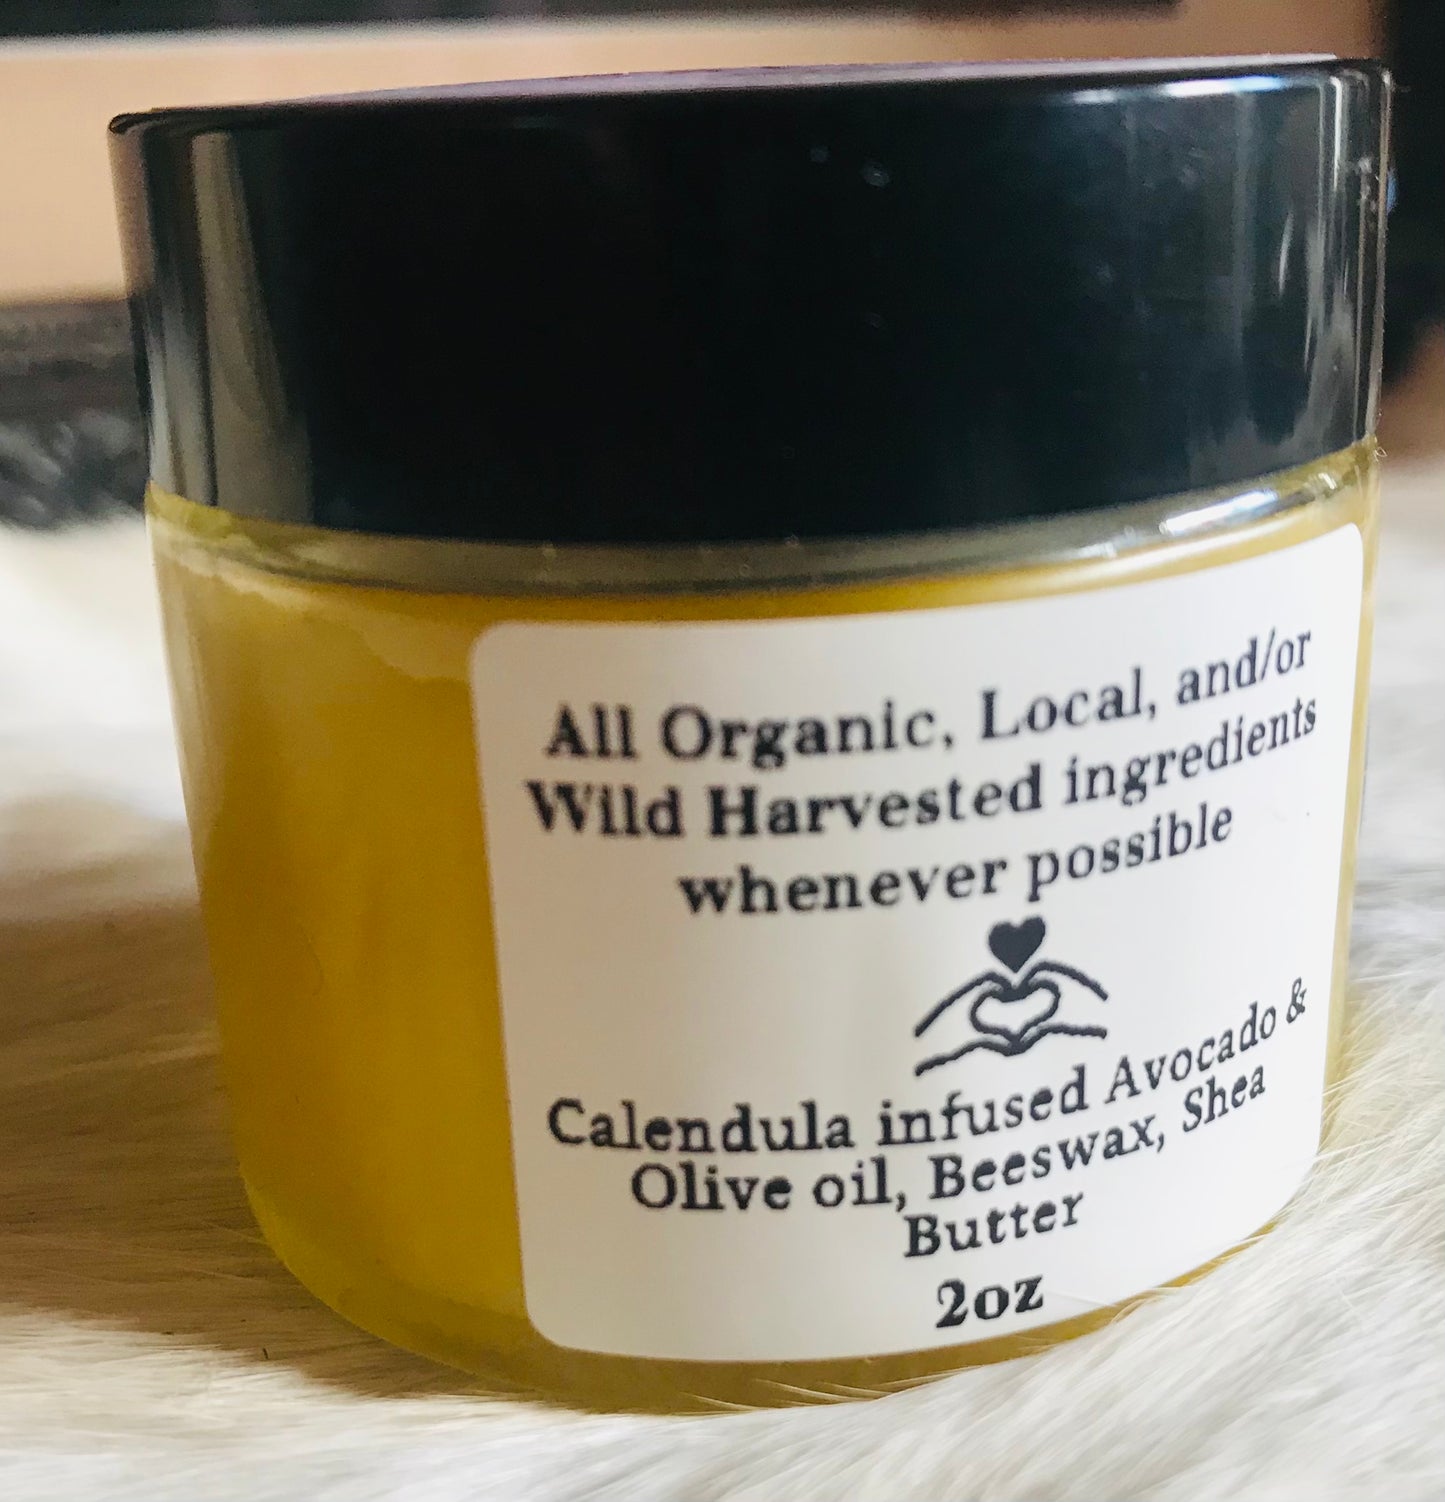 All Organic, Local, and/or
Wild Harvested ingredients
whenever possible
Calendula infused Avocado &
Olive oil, Beeswax, Shea
Butter
2oz